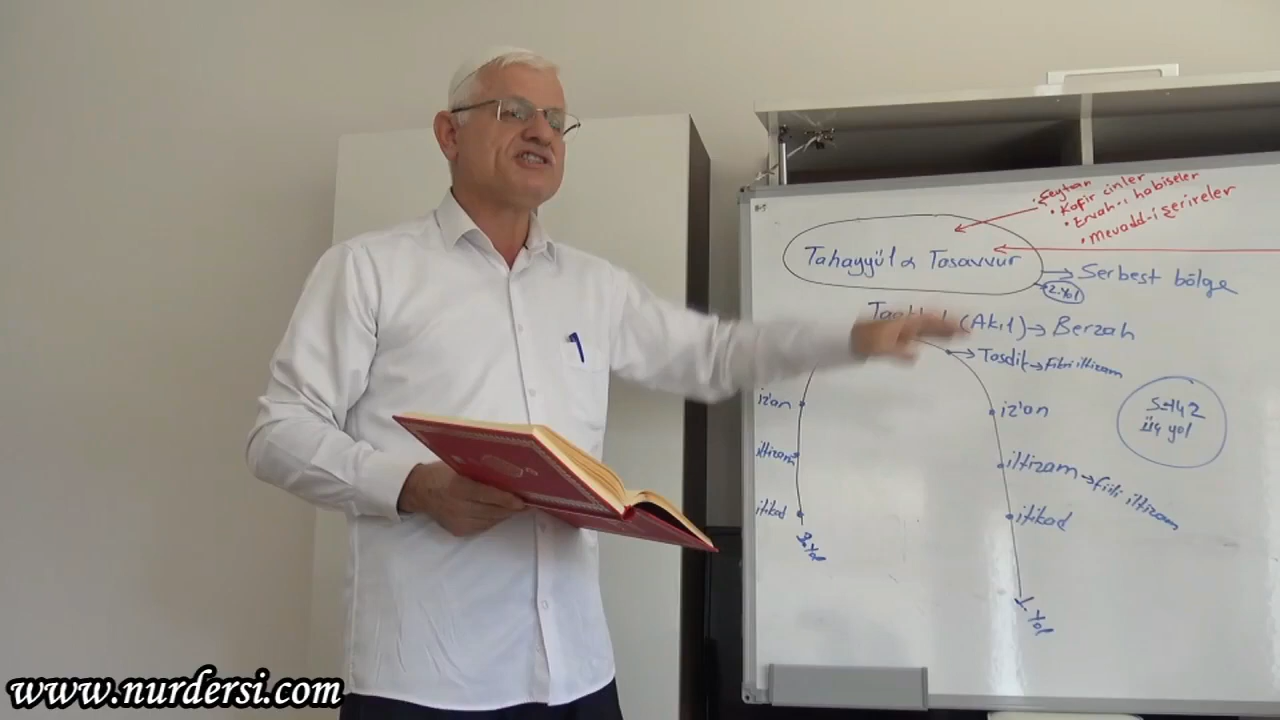 • Şeytan
• Kafir cinler
• Ervah-ı habiseler
• Mevadd-i şerireler
Tahayyül & Tasavvur
Serbest bölge
2. Yol
(Akıl) → Berzah
Tasdik → Fikri iltizam
iz'an
iz'an
S-142
üç yol
iltizam
iltizam → fiili iltizam
itikad
itikad
3. Yol
1. Yol
www.nurdersi.com